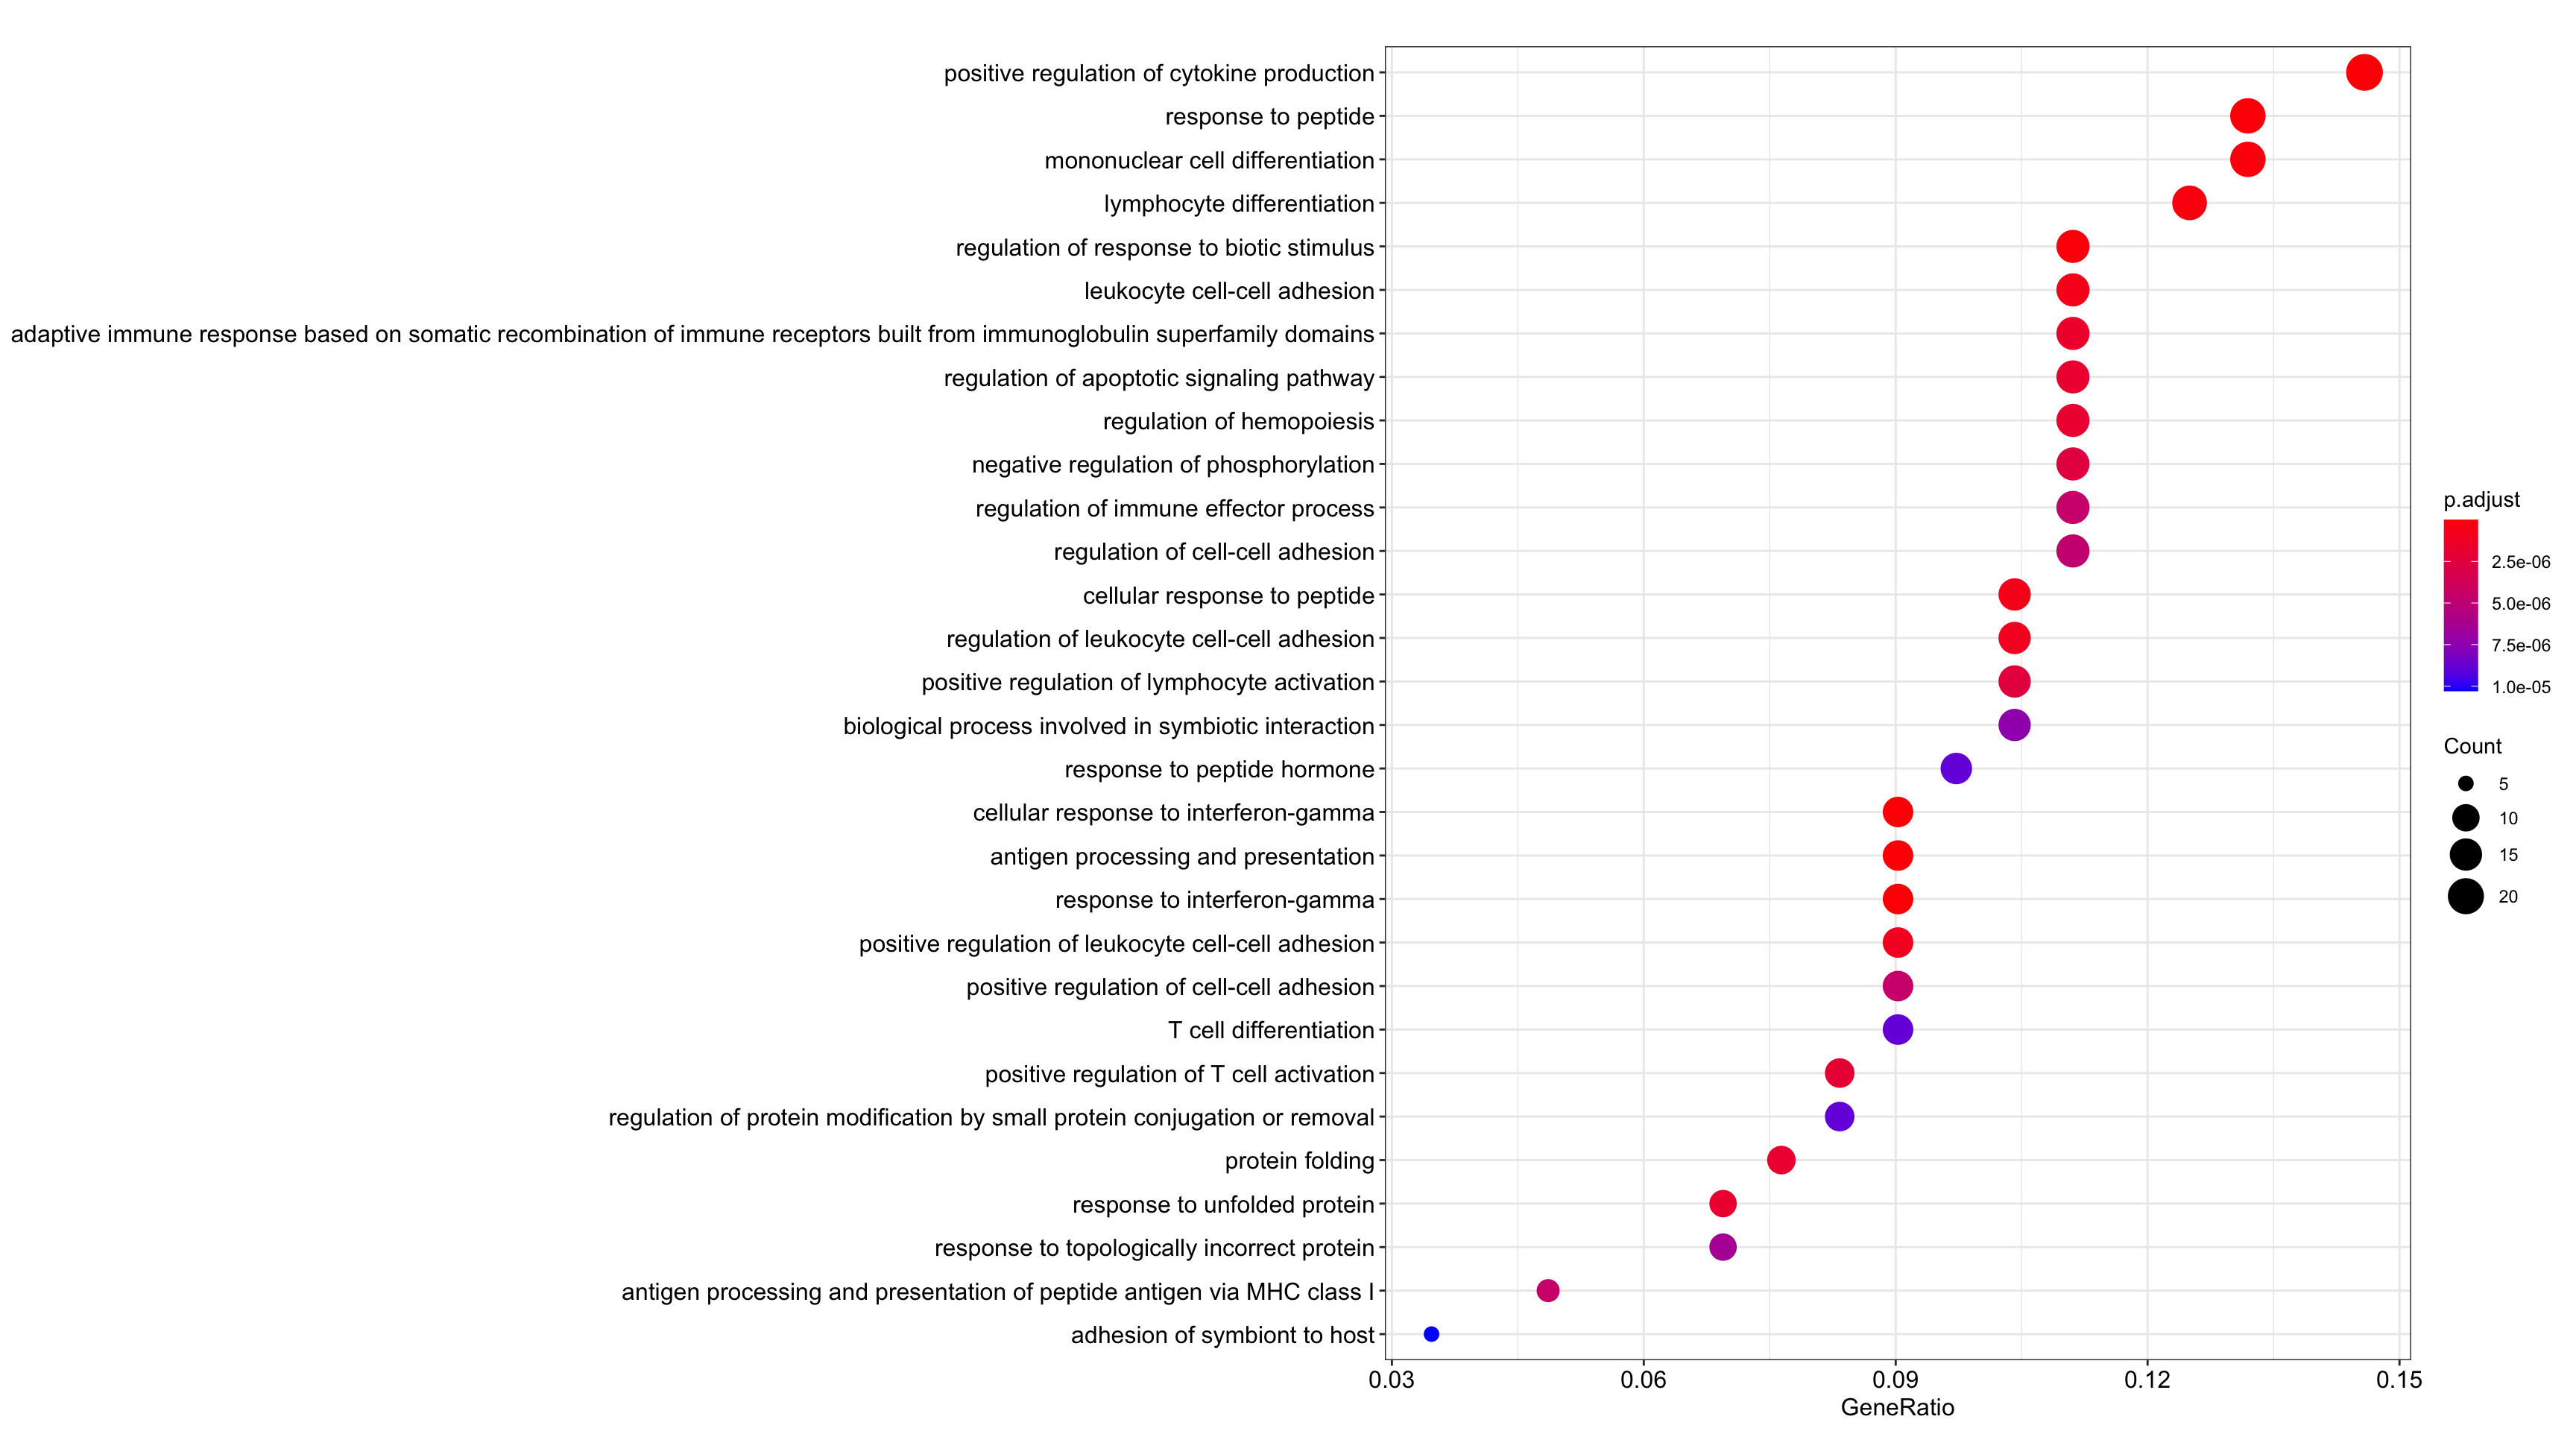 positive regulation of cytokine production
response to peptide
mononuclear cell differentiation
lymphocyte differentiation
regulation of response to biotic stimulus
leukocyte cell-cell adhesion
adaptive immune response based on somatic recombination of immune receptors built from immunoglobulin superfamily domains
regulation of apoptotic signaling pathway
regulation of hemopoiesis
negative regulation of phosphorylation
regulation of immune effector process
regulation of cell-cell adhesion
cellular response to peptide
regulation of leukocyte cell-cell adhesion
positive regulation of lymphocyte activation
biological process involved in symbiotic interaction
response to peptide hormone
cellular response to interferon-gamma
antigen processing and presentation
response to interferon-gamma
positive regulation of leukocyte cell-cell adhesion
positive regulation of cell-cell adhesion
T cell differentiation
positive regulation of T cell activation
regulation of protein modification by small protein conjugation or removal
protein folding
response to unfolded protein
response to topologically incorrect protein
antigen processing and presentation of peptide antigen via MHC class I
adhesion of symbiont to host
0.03 0.06 0.09 0.12 0.15
GeneRatio
p.adjust
2.5e-06
5.0e-06
7.5e-06
1.0e-05
Count
5
10
15
20